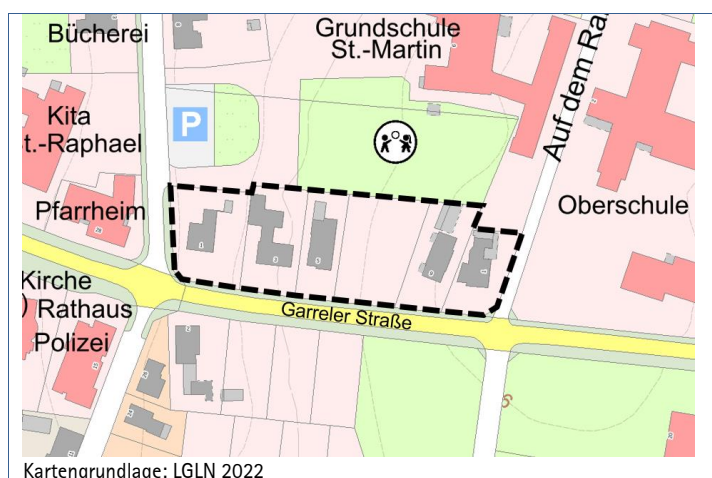 Bücherei
Grundschule
St.-Martin
P
Kita
t.-Raphael
Auf dem Ra
Pfarrheim
Oberschule
Kirche
) Rathaus
Polizei
Garreler Straße
Kartengrundlage: LGLN 2022